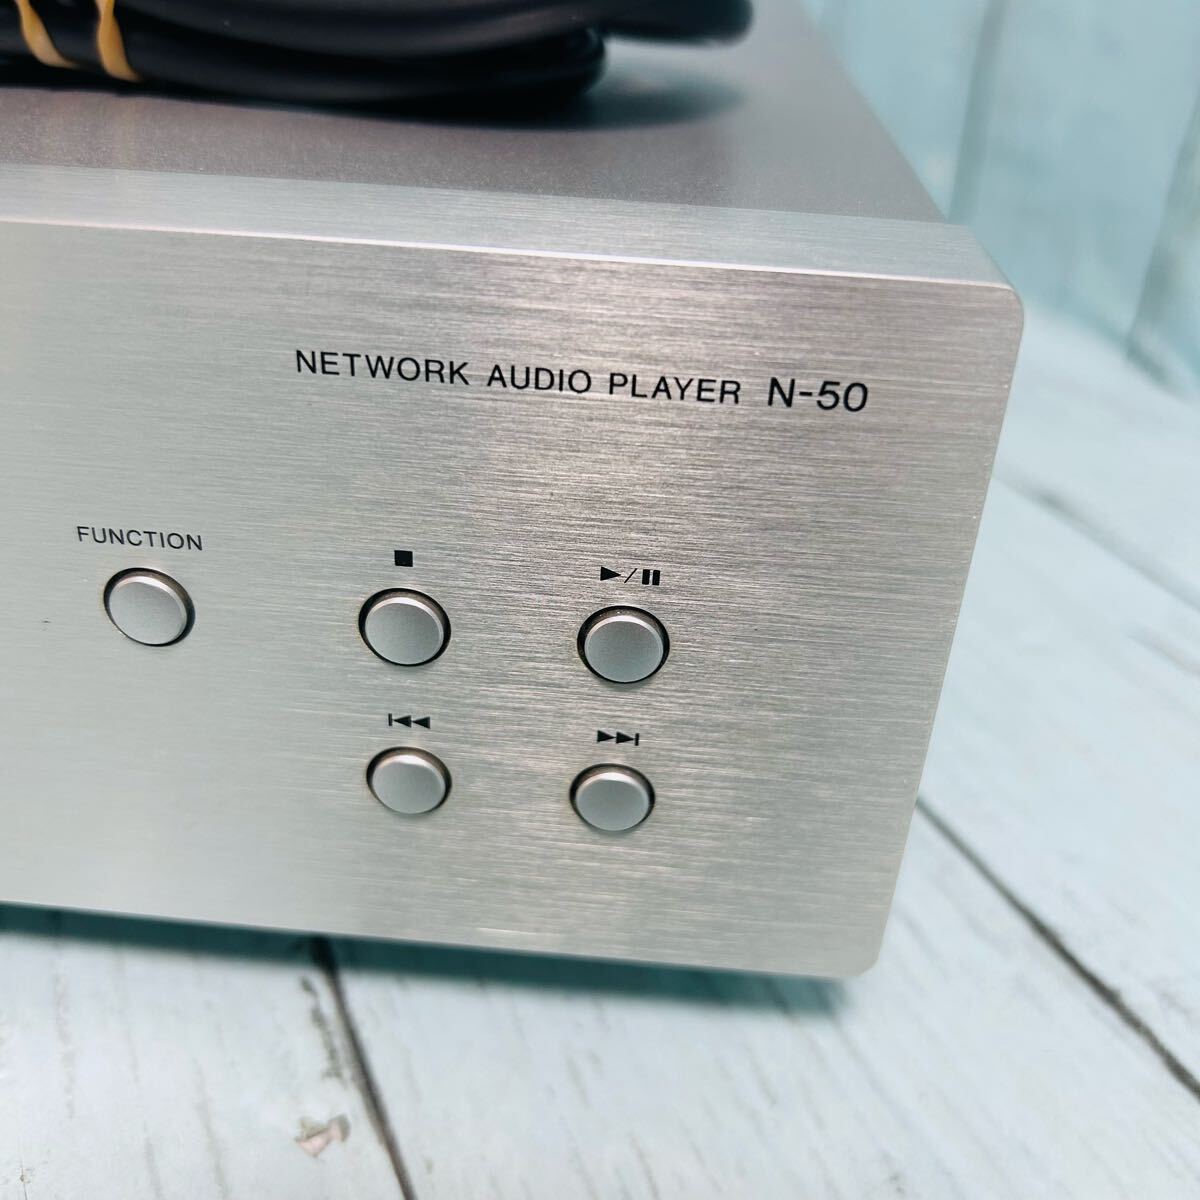 NETWORK AUDIO PLAYER N-50
FUNCTION